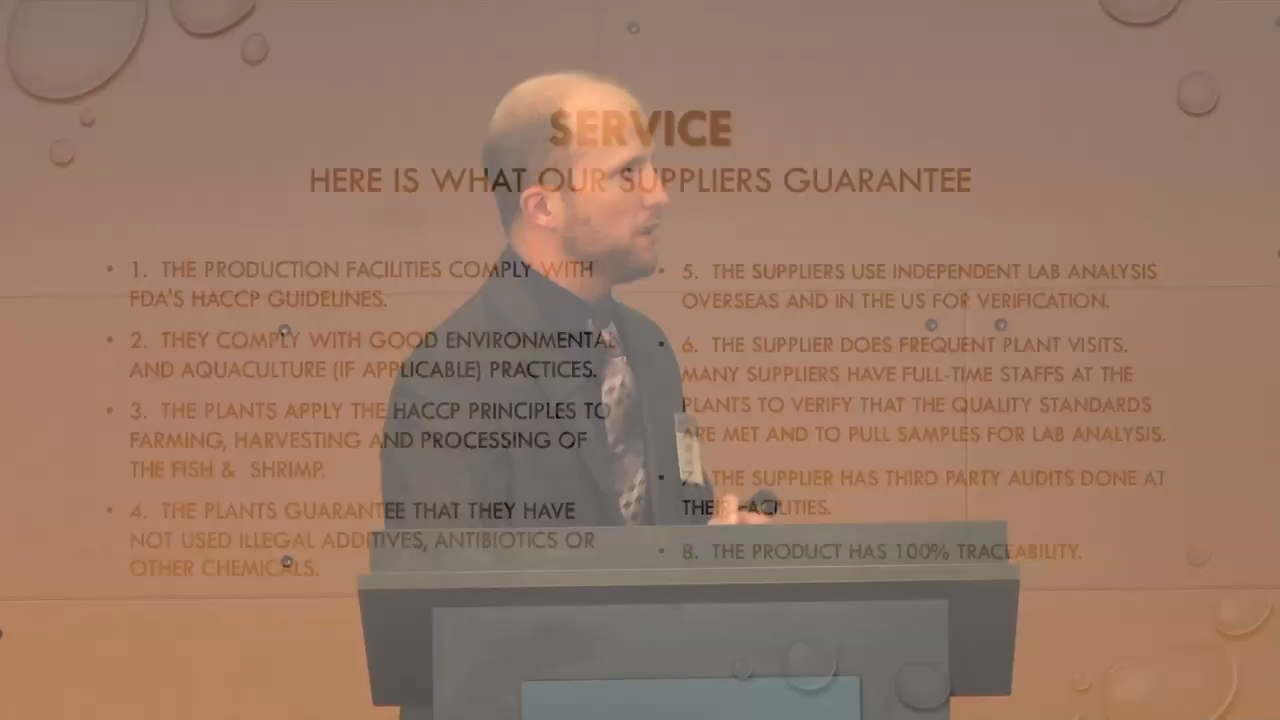 SERVICE
HERE IS WHAT OUR SUPPLIERS GUARANTEE
• 1. THE PRODUCTION FACILITIES COMPLY WITH
FDA'S HACCP GUIDELINES.
• 2. THEY COMPLY WITH GOOD ENVIRONMENTAL
AND AQUACULTURE (IF APPLICABLE) PRACTICES.
• 3. THE PLANTS APPLY THE HACCP PRINCIPLES TO
FARMING, HARVESTING AND PROCESSING OF
THE FISH & SHRIMP.
• 4. THE PLANTS GUARANTEE THAT THEY HAVE
NOT USED ILLEGAL ADDITIVES, ANTIBIOTICS OR
OTHER CHEMICALS.
• 5. THE SUPPLIERS USE INDEPENDENT LAB ANALYSIS
OVERSEAS AND IN THE US FOR VERIFICATION.
• 6. THE SUPPLIER DOES FREQUENT PLANT VISITS.
MANY SUPPLIERS HAVE FULL-TIME STAFFS AT THE
PLANTS TO VERIFY THAT THE QUALITY STANDARDS
ARE MET AND TO PULL SAMPLES FOR LAB ANALYSIS.
• 7. THE SUPPLIER HAS THIRD PARTY AUDITS DONE AT
THEIR FACILITIES.
• 8. THE PRODUCT HAS 100% TRACEABILITY.